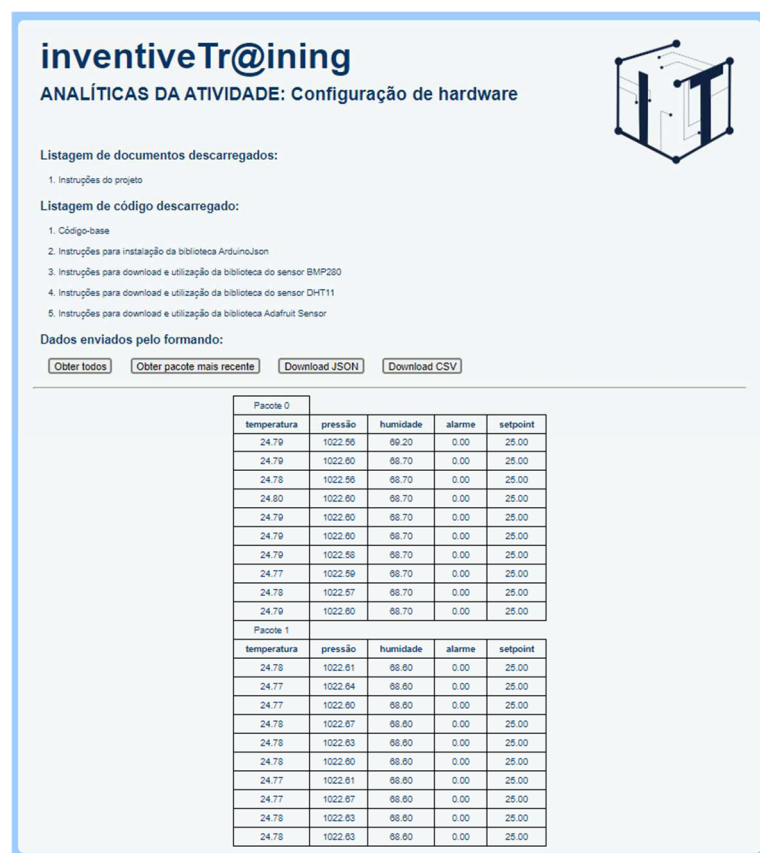 inventiveTr@ining
ANALÍTICAS DA ATIVIDADE: Configuração de hardware
IT
Listagem de documentos descarregados:
1. Instruções do projeto
Listagem de código descarregado:
1. Código-base
2. Instruções para instalação da biblioteca ArduinoJson
3. Instruções para download e utilização da biblioteca do sensor BMP280
4. Instruções para download e utilização da biblioteca do sensor DHT11
5. Instruções para download e utilização da biblioteca Adafruit Sensor
Dados enviados pelo formando:
Obter todos Obter pacote mais recente Download JSON Download CSV
Pacote 0
temperatura pressão humidade alarme setpoint
24.79 1022.56 69.20 0.00 25.00
24.79 1022.60 68.70 0.00 25.00
24.78 1022.56 68.70 0.00 25.00
24.80 1022.60 68.70 0.00 25.00
24.79 1022.60 68.70 0.00 25.00
24.79 1022.60 68.70 0.00 25.00
24.79 1022.58 68.70 0.00 25.00
24.77 1022.59 68.70 0.00 25.00
24.78 1022.57 68.70 0.00 25.00
24.79 1022.60 68.70 0.00 25.00
Pacote 1
temperatura pressão humidade alarme setpoint
24.78 1022.61 68.60 0.00 25.00
24.77 1022.64 68.60 0.00 25.00
24.77 1022.60 68.60 0.00 25.00
24.78 1022.67 68.60 0.00 25.00
24.78 1022.63 68.60 0.00 25.00
24.78 1022.60 68.60 0.00 25.00
24.77 1022.61 68.60 0.00 25.00
24.77 1022.67 68.60 0.00 25.00
24.78 1022.63 68.60 0.00 25.00
24.78 1022.63 68.60 0.00 25.00